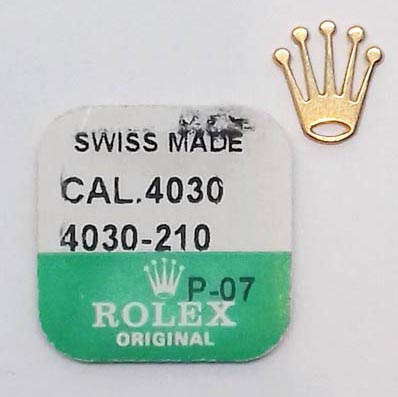 SWISS MADE
CAL.4030
4030-210
P-07
ROLEX
ORIGINAL